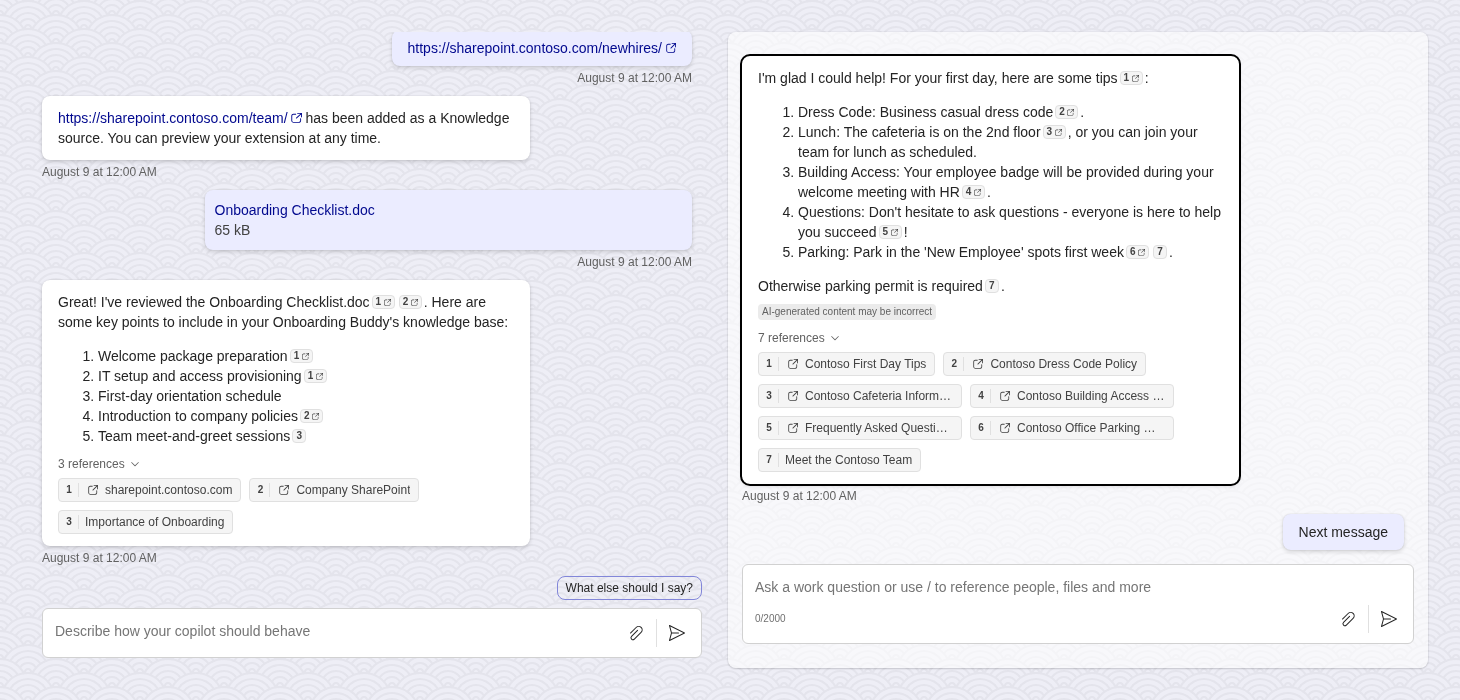 https://sharepoint.contoso.com/newhires/
August 9 at 12:00 AM
https://sharepoint.contoso.com/team/ has been added as a Knowledge
source. You can preview your extension at any time.
August 9 at 12:00 AM
Onboarding Checklist.doc
65 kB
August 9 at 12:00 AM
Great! I've reviewed the Onboarding Checklist.doc 1 2 . Here are
some key points to include in your Onboarding Buddy's knowledge base:
1. Welcome package preparation 1
2. IT setup and access provisioning 1
3. First-day orientation schedule
4. Introduction to company policies 2
5. Team meet-and-greet sessions 3
3 references
1 sharepoint.contoso.com 2 Company SharePoint
3 Importance of Onboarding
August 9 at 12:00 AM
What else should I say?
Describe how your copilot should behave
I'm glad I could help! For your first day, here are some tips 1 :
1. Dress Code: Business casual dress code 2 .
2. Lunch: The cafeteria is on the 2nd floor 3 , or you can join your
team for lunch as scheduled.
3. Building Access: Your employee badge will be provided during your
welcome meeting with HR 4 .
4. Questions: Don't hesitate to ask questions - everyone is here to help
you succeed 5 !
5. Parking: Park in the 'New Employee' spots first week 6 7 .
Otherwise parking permit is required 7 .
AI-generated content may be incorrect
7 references
1 Contoso First Day Tips 2 Contoso Dress Code Policy
3 Contoso Cafeteria Inform… 4 Contoso Building Access …
5 Frequently Asked Questi… 6 Contoso Office Parking …
7 Meet the Contoso Team
August 9 at 12:00 AM
Next message
Ask a work question or use / to reference people, files and more
0/2000